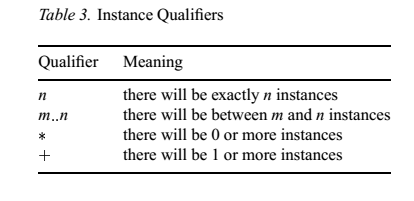 Table 3. Instance Qualifiers
Qualifier Meaning
n there will be exactly n instances
m..n there will be between m and n instances
* there will be 0 or more instances
+ there will be 1 or more instances